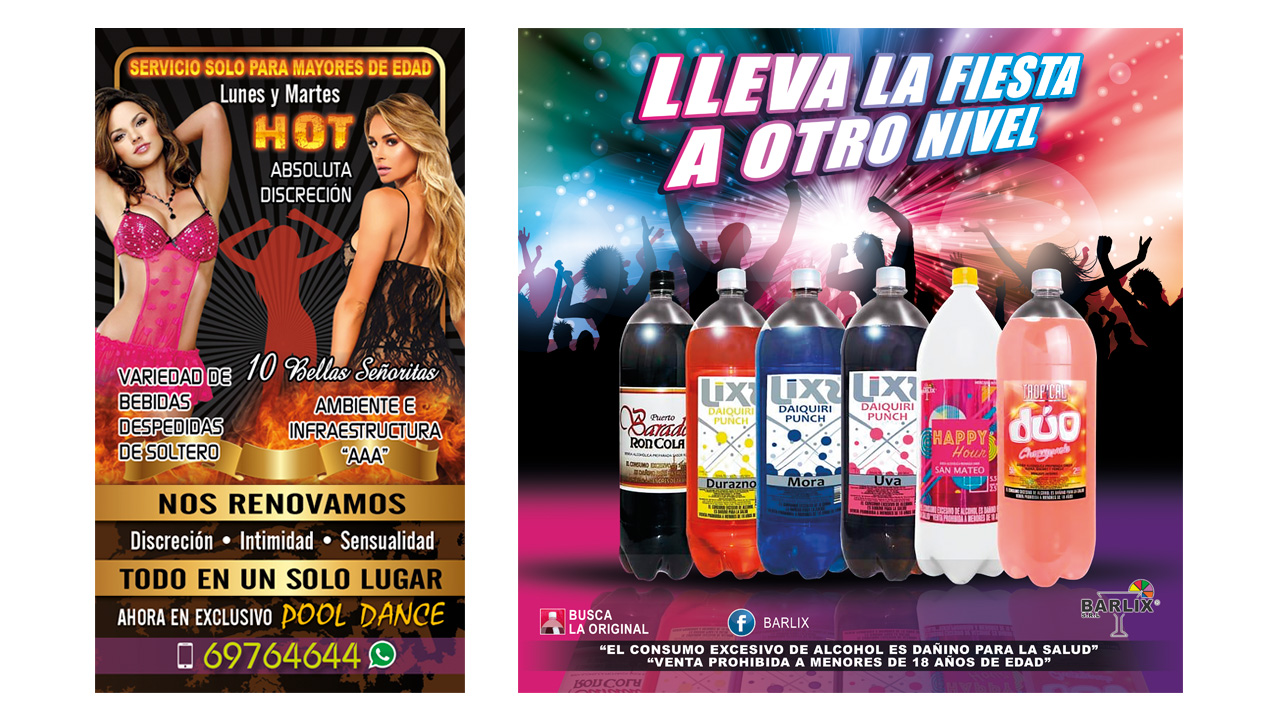 SERVICIO SOLO PARA MAYORES DE EDAD
Lunes y Martes
HOT
ABSOLUTA
DISCRECIÓN
10 Bellas Señoritas
VARIEDAD DE
BEBIDAS
DESPEDIDAS
DE SOLTERO
AMBIENTE E
INFRAESTRUCTURA
"AAA"
NOS RENOVAMOS
Discreción • Intimidad • Sensualidad
TODO EN UN SOLO LUGAR
AHORA EN EXCLUSIVO POOL DANCE
69764644
LLEVA LA FIESTA
A OTRO NIVEL
Puerto
RON COLA
DAIQUIRI
PUNCH
Durazno
LIXZ
DAIQUIRI
PUNCH
Mora
LIXZ
DAIQUIRI
PUNCH
Uva
HAPPY
Hour
SAN MATEO
TROPICAL
dúo
BUSCA
LA ORIGINAL
BARLIX
BARLIX
"EL CONSUMO EXCESIVO DE ALCOHOL ES DAÑINO PARA LA SALUD"
"VENTA PROHIBIDA A MENORES DE 18 AÑOS DE EDAD"